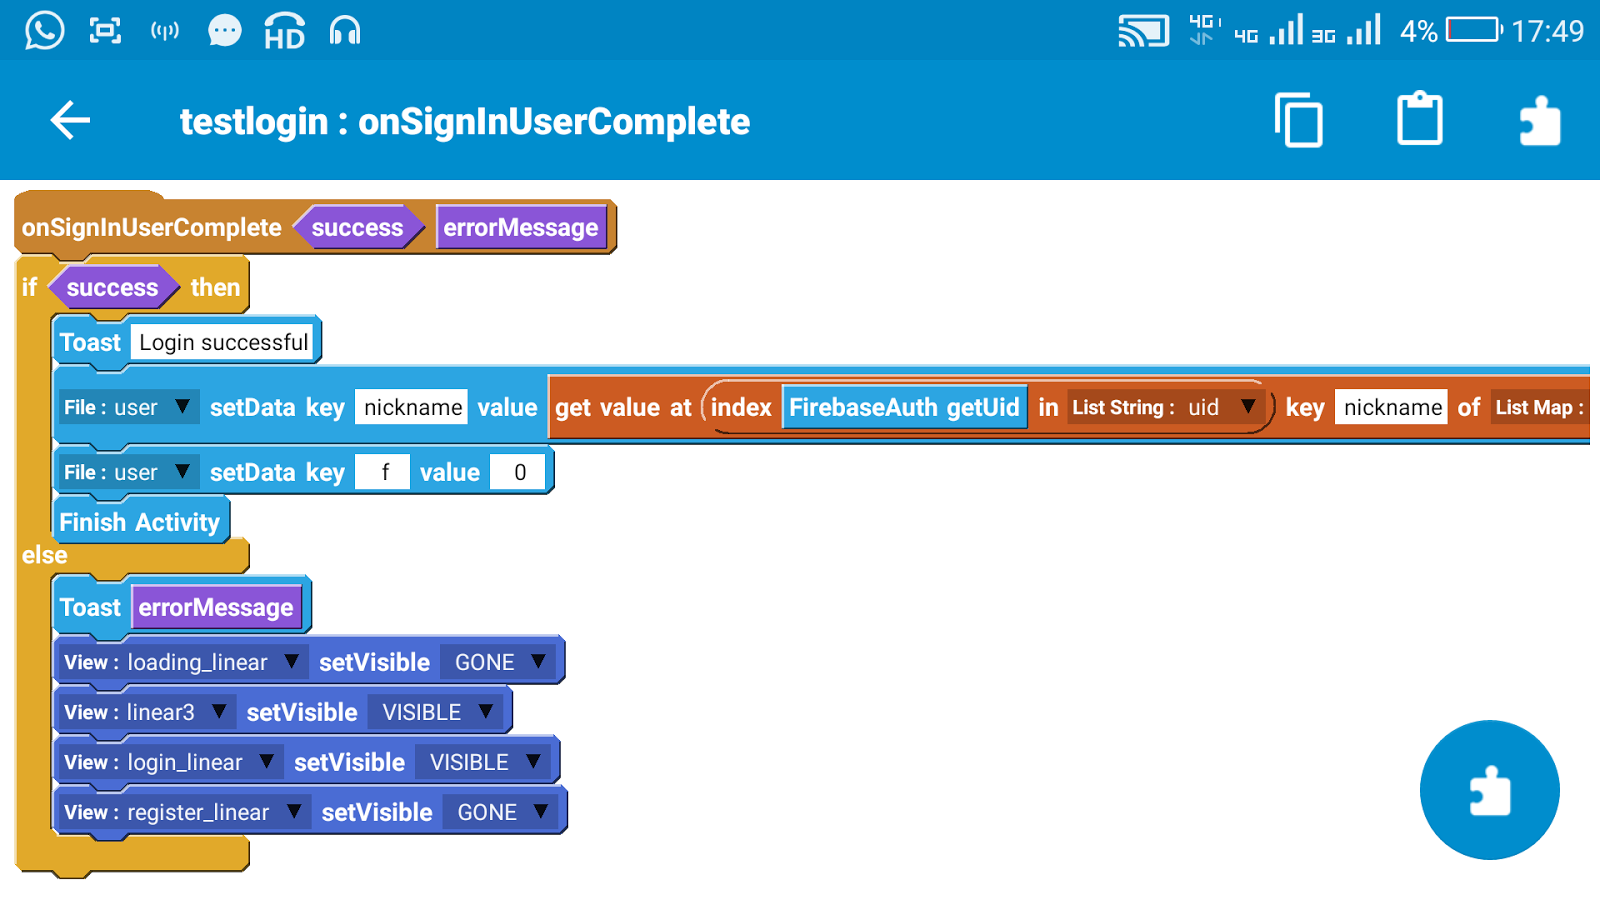 HD 4G 4G 3G 4% 17:49
testlogin : onSignInUserComplete
onSignInUserComplete success errorMessage
if success then
Toast Login successful
File : user setData key nickname value get value at index FirebaseAuth getUid in List String : uid key nickname of List Map :
File : user setData key f value 0
Finish Activity
else
Toast errorMessage
View : loading_linear setVisible GONE
View : linear3 setVisible VISIBLE
View : login_linear setVisible VISIBLE
View : register_linear setVisible GONE